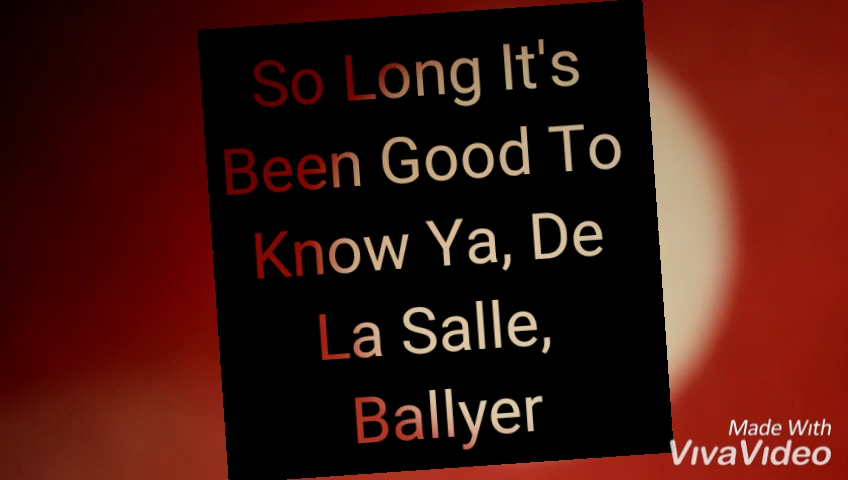 So Long It's
Been Good To
Know Ya, De
La Salle,
Ballyer
Made With
VivaVideo